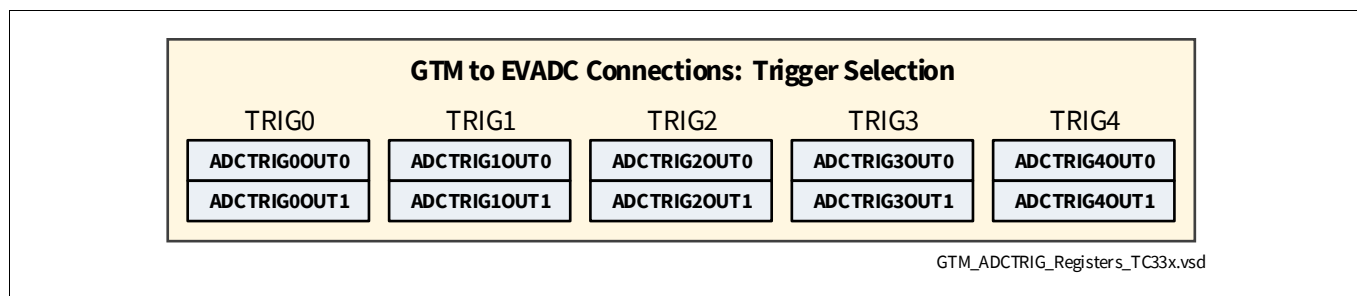 GTM to EVADC Connections: Trigger Selection
TRIG0 TRIG1 TRIG2 TRIG3 TRIG4
ADCTRIG0OUT0 ADCTRIG1OUT0 ADCTRIG2OUT0 ADCTRIG3OUT0 ADCTRIG4OUT0
ADCTRIG0OUT1 ADCTRIG1OUT1 ADCTRIG2OUT1 ADCTRIG3OUT1 ADCTRIG4OUT1
GTM_ADCTRIG_Registers_TC33x.vsd